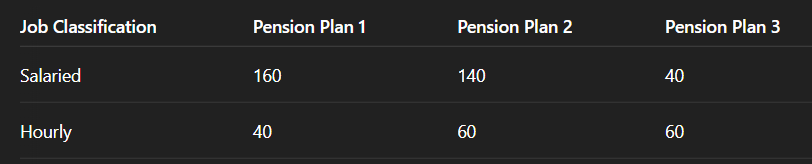 Job Classification Pension Plan 1 Pension Plan 2 Pension Plan 3
Salaried 160 140 40
Hourly 40 60 60